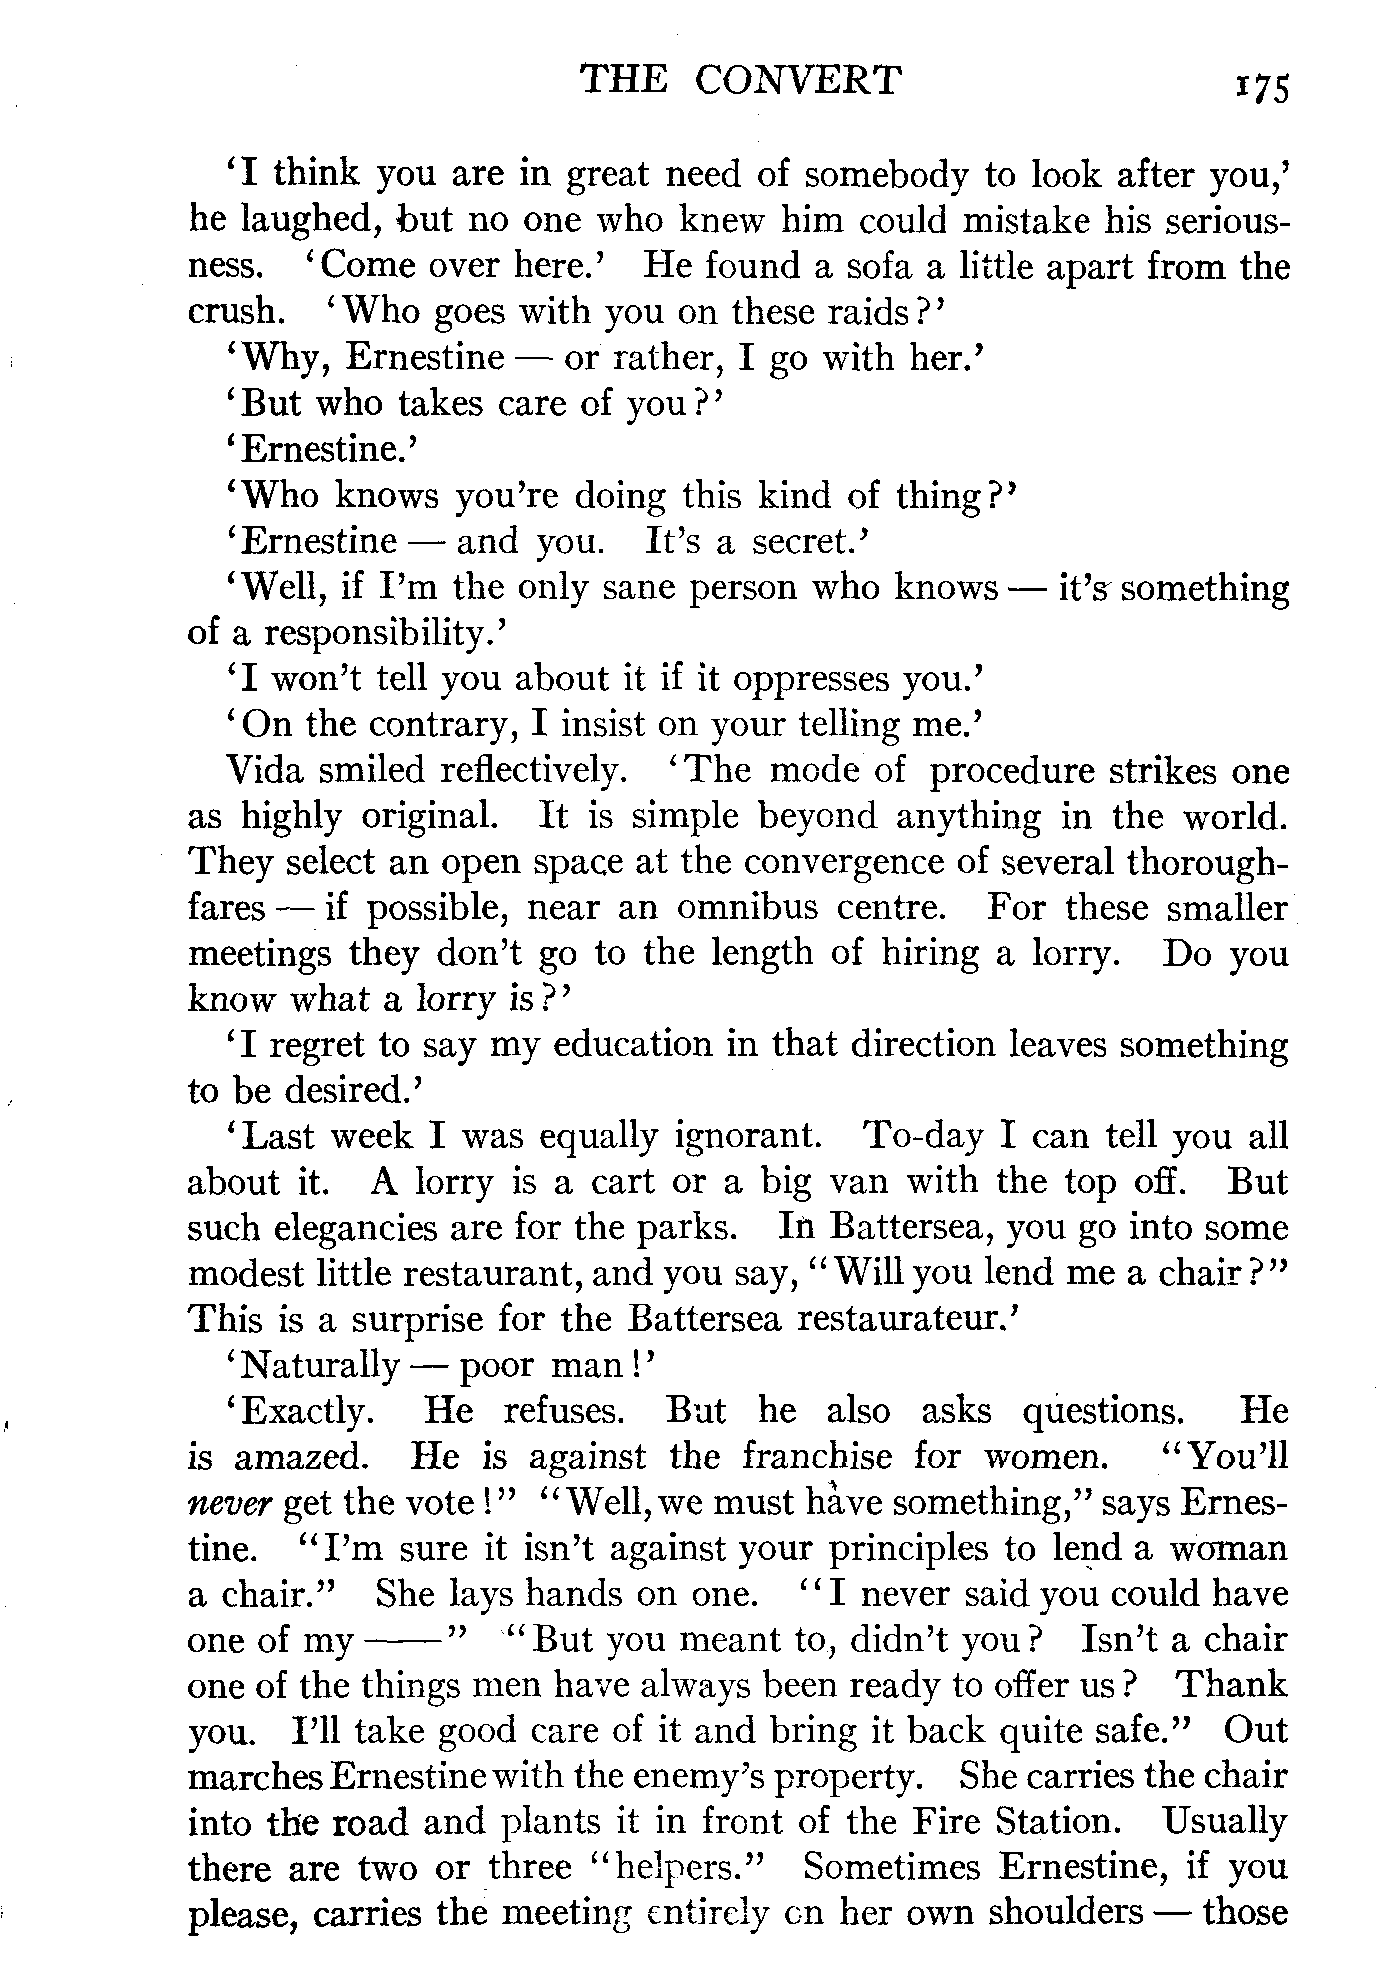 THE CONVERT 175
‘I think you are in great need of somebody to look after you,’
he laughed, but no one who knew him could mistake his serious-
ness. ‘Come over here.’ He found a sofa a little apart from the
crush. ‘Who goes with you on these raids?’
‘Why, Ernestine — or rather, I go with her.’
‘But who takes care of you?’
‘Ernestine.’
‘Who knows you’re doing this kind of thing?’
‘Ernestine — and you. It’s a secret.’
‘Well, if I’m the only sane person who knows — it’s something
of a responsibility.’
‘I won’t tell you about it if it oppresses you.’
‘On the contrary, I insist on your telling me.’
Vida smiled reflectively. ‘The mode of procedure strikes one
as highly original. It is simple beyond anything in the world.
They select an open space at the convergence of several thorough-
fares — if possible, near an omnibus centre. For these smaller
meetings they don’t go to the length of hiring a lorry. Do you
know what a lorry is?’
‘I regret to say my education in that direction leaves something
to be desired.’
‘Last week I was equally ignorant. To-day I can tell you all
about it. A lorry is a cart or a big van with the top off. But
such elegancies are for the parks. In Battersea, you go into some
modest little restaurant, and you say, “Will you lend me a chair?”
This is a surprise for the Battersea restaurateur.’
‘Naturally — poor man!’
‘Exactly. He refuses. But he also asks questions. He
is amazed. He is against the franchise for women. “You’ll
never get the vote!” “Well, we must have something,” says Ernes-
tine. “I’m sure it isn’t against your principles to lend a woman
a chair.” She lays hands on one. “I never said you could have
one of my ——” “But you meant to, didn’t you? Isn’t a chair
one of the things men have always been ready to offer us? Thank
you. I’ll take good care of it and bring it back quite safe.” Out
marches Ernestine with the enemy’s property. She carries the chair
into the road and plants it in front of the Fire Station. Usually
there are two or three “helpers.” Sometimes Ernestine, if you
please, carries the meeting entirely on her own shoulders — those